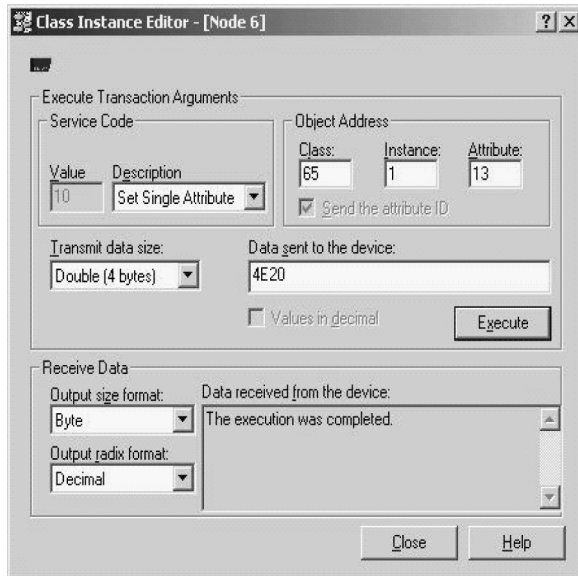 Class Instance Editor - [Node 6]
Execute Transaction Arguments
Service Code
Object Address
Value
Description
Class:
Instance:
Attribute:
10
Set Single Attribute
65
1
13
Send the attribute ID
Transmit data size:
Data sent to the device:
Double (4 bytes)
4E20
Values in decimal
Execute
Receive Data
Output size format:
Data received from the device:
Byte
The execution was completed.
Output radix format:
Decimal
Close
Help